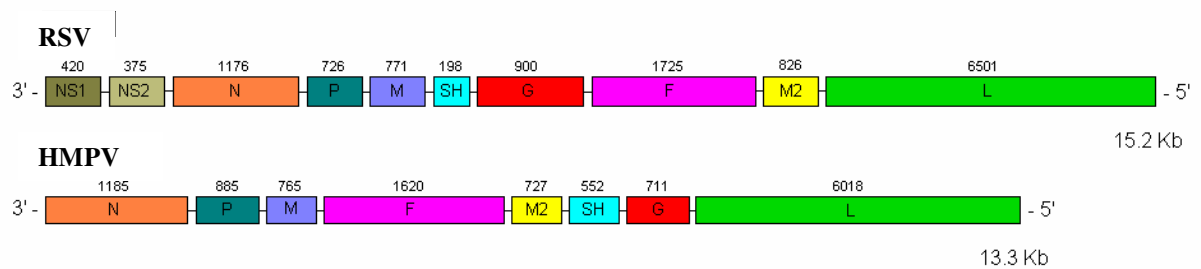 RSV
420 375 1176 726 771 198 900 1725 826 6501
3' - NS1 NS2 N P M SH G F M2 L - 5'
15.2 Kb
HMPV
1185 885 765 1620 727 552 711 6018
3' - N P M F M2 SH G L - 5'
13.3 Kb